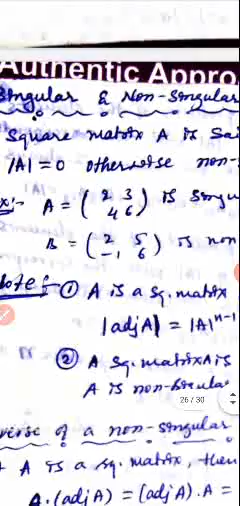 Authentic Appro
Singular & Non-Singular
Square matrix A is Sai
|A|=0 otherwise non-
Ex:- A = ( 2 3 4 6 ) is Singu
B = ( 2 5 -1 6 ) is non
Note:- ① A is a sq. matrix
|adj A| = |A|^n-1
② A sq. matrix A is
A is non-singular
26 / 30
verse of a non-singular
A is a sq. matrix, then
A.(adj A) = (adj A).A =